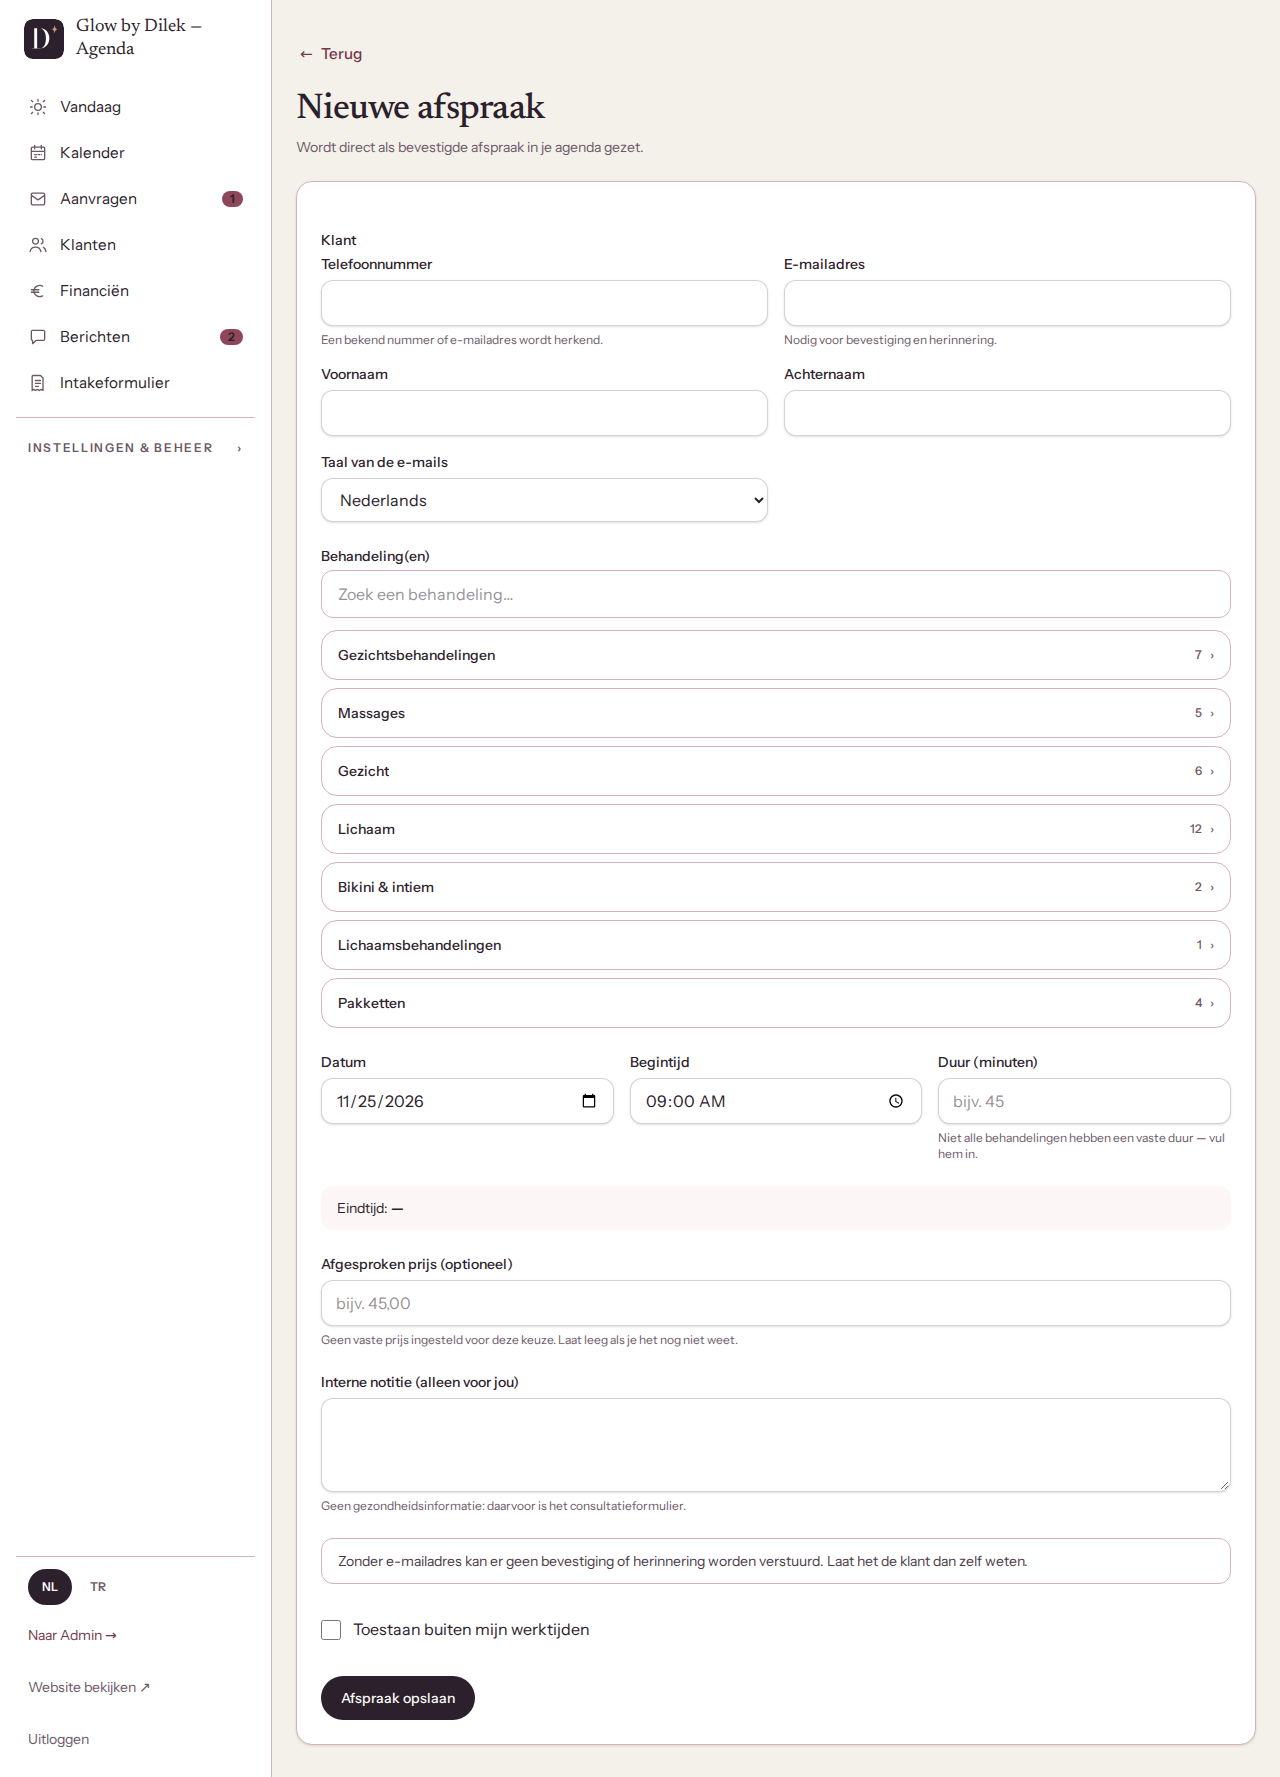 Glow by Dilek –
Agenda
Vandaag
Kalender
Aanvragen 1
Klanten
Financiën
Berichten 2
Intakeformulier
INSTELLINGEN & BEHEER ›
NL TR
Naar Admin →
Website bekijken ↗
Uitloggen
← Terug
Nieuwe afspraak
Wordt direct als bevestigde afspraak in je agenda gezet.
Klant
Telefoonnummer E-mailadres
Een bekend nummer of e-mailadres wordt herkend. Nodig voor bevestiging en herinnering.
Voornaam Achternaam
Taal van de e-mails
Nederlands
Behandeling(en)
Zoek een behandeling...
Gezichtsbehandelingen 7 ›
Massages 5 ›
Gezicht 6 ›
Lichaam 12 ›
Bikini & intiem 2 ›
Lichaamsbehandelingen 1 ›
Pakketten 4 ›
Datum Begintijd Duur (minuten)
11/25/2026 09:00 AM bijv. 45
Niet alle behandelingen hebben een vaste duur — vul
hem in.
Eindtijd: —
Afgesproken prijs (optioneel)
bijv. 45,00
Geen vaste prijs ingesteld voor deze keuze. Laat leeg als je het nog niet weet.
Interne notitie (alleen voor jou)
Geen gezondheidsinformatie: daarvoor is het consultatieformulier.
Zonder e-mailadres kan er geen bevestiging of herinnering worden verstuurd. Laat het de klant dan zelf weten.
Toestaan buiten mijn werktijden
Afspraak opslaan